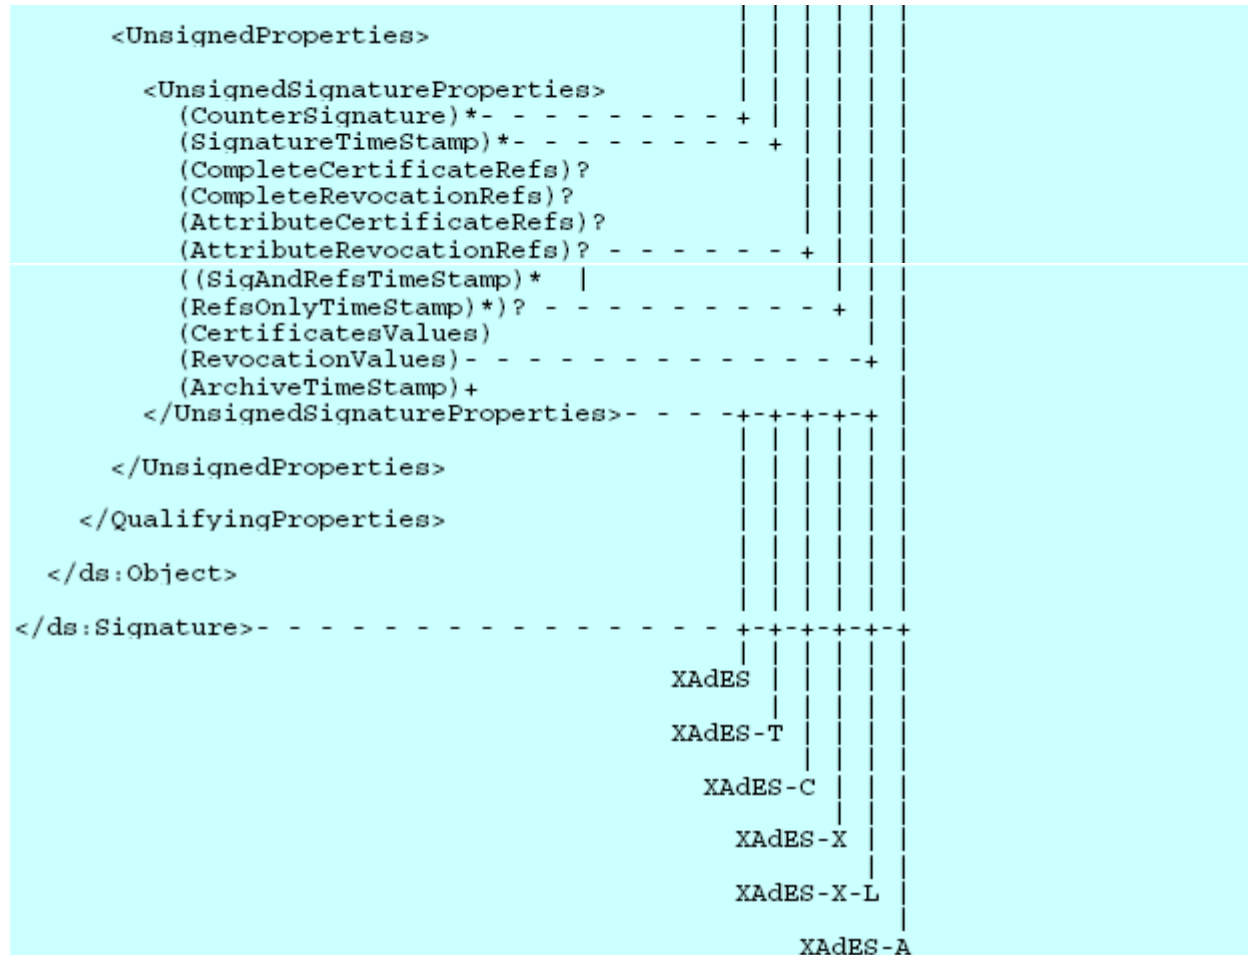 <UnsignedProperties>
<UnsignedSignatureProperties>
(CounterSignature)*- - - - - - - - +
(SignatureTimeStamp)*- - - - - - - - +
(CompleteCertificateRefs)?
(CompleteRevocationRefs)?
(AttributeCertificateRefs)?
(AttributeRevocationRefs)? - - - - - - +
((SigAndRefsTimeStamp)* |
(RefsOnlyTimeStamp)*)? - - - - - - - - - +
(CertificatesValues)
(RevocationValues)- - - - - - - - - - - - -+
(ArchiveTimeStamp)+
</UnsignedSignatureProperties>- - - -+-+-+-+-+
</UnsignedProperties>
</QualifyingProperties>
</ds:Object>
</ds:Signature>- - - - - - - - - - - - - - - +-+-+-+-+-+
XAdES
XAdES-T
XAdES-C
XAdES-X
XAdES-X-L
XAdES-A